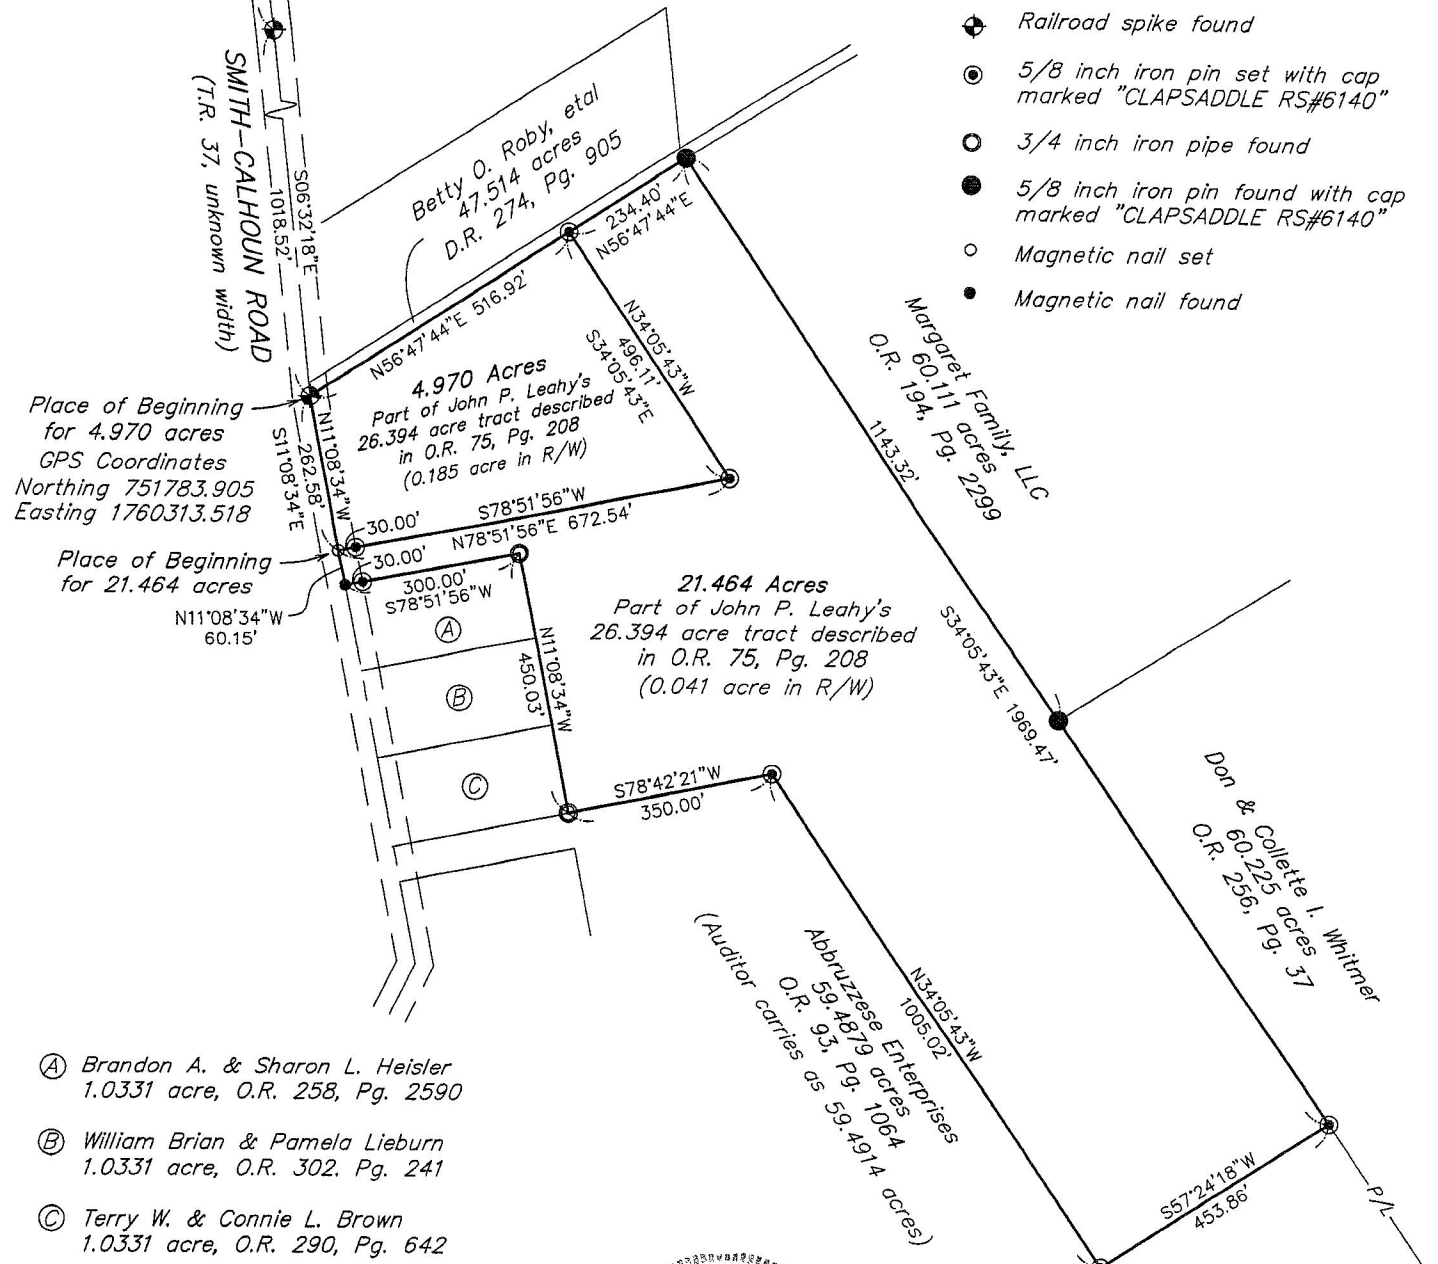 Railroad spike found
5/8 inch iron pin set with cap
marked "CLAPSADDLE RS#6140"
3/4 inch iron pipe found
5/8 inch iron pin found with cap
marked "CLAPSADDLE RS#6140"
Magnetic nail set
Magnetic nail found
SMITH-CALHOUN ROAD
(T.R. 37, unknown width)
S06°32'18"E
1018.52'
Betty O. Roby, etal
47.514 acres
D.R. 274, Pg. 905
234.40'
N56°47'44"E
N56°47'44"E 516.92'
N34°05'43"W
496.11'
S34°05'43"E
4.970 Acres
Part of John P. Leahy's
26.394 acre tract described
in O.R. 75, Pg. 208
(0.185 acre in R/W)
Place of Beginning
for 4.970 acres
GPS Coordinates
Northing 751783.905
Easting 1760313.518
N11°08'34"W
262.58'
S11°08'34"E
Margaret Family, LLC
60.111 acres
O.R. 194, Pg. 2299
1143.32'
S78°51'56"W
N78°51'56"E 672.54'
30.00'
30.00'
300.00'
S78°51'56"W
Place of Beginning
for 21.464 acres
N11°08'34"W
60.15'
21.464 Acres
Part of John P. Leahy's
26.394 acre tract described
in O.R. 75, Pg. 208
(0.041 acre in R/W)
S34°05'43"E 1969.47'
A
B
C
N11°08'34"W
450.03'
S78°42'21"W
350.00'
Don & Collette I. Whitmer
60.225 acres
O.R. 256, Pg. 37
Abbruzzese Enterprises
59.4879 acres
O.R. 93, Pg. 1064
(Auditor carries as 59.4914 acres)
N34°05'43"W
1005.02'
S57°24'18"W
453.86'
P/L
A Brandon A. & Sharon L. Heisler
1.0331 acre, O.R. 258, Pg. 2590
B William Brian & Pamela Lieburn
1.0331 acre, O.R. 302. Pg. 241
C Terry W. & Connie L. Brown
1.0331 acre, O.R. 290, Pg. 642